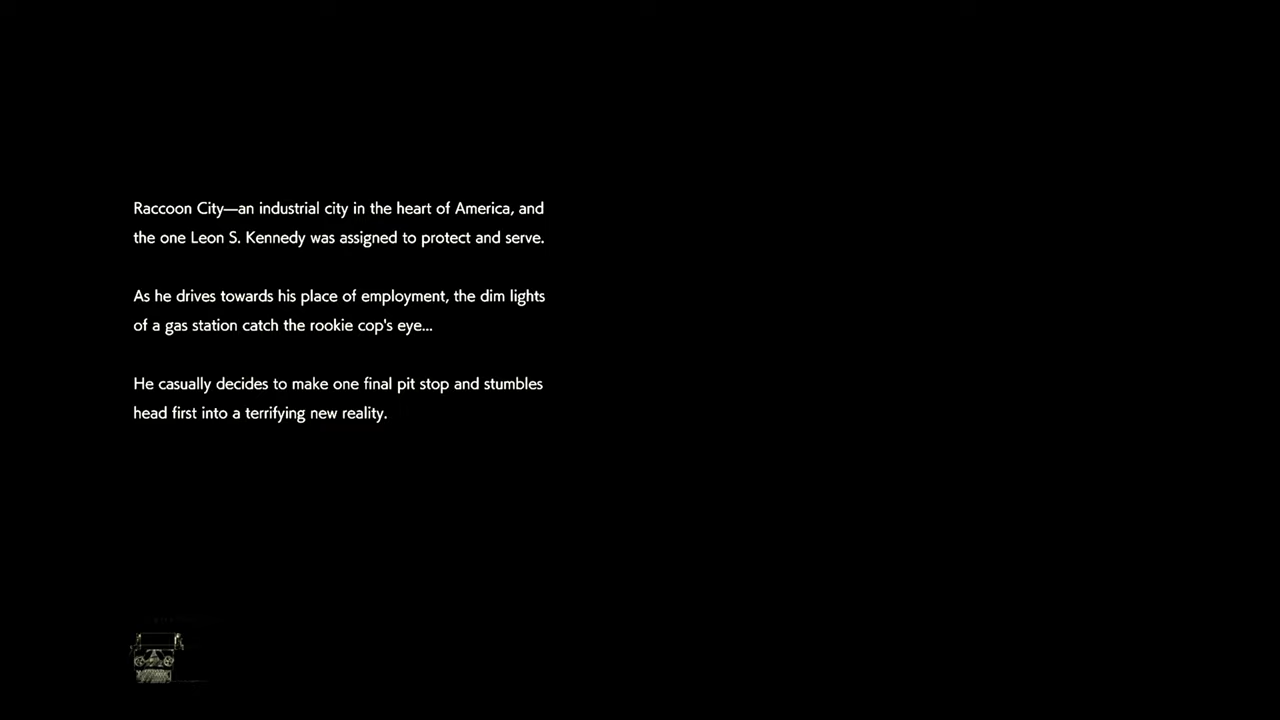 Raccoon City—an industrial city in the heart of America, and
the one Leon S. Kennedy was assigned to protect and serve.
As he drives towards his place of employment, the dim lights
of a gas station catch the rookie cop's eye...
He casually decides to make one final pit stop and stumbles
head first into a terrifying new reality.